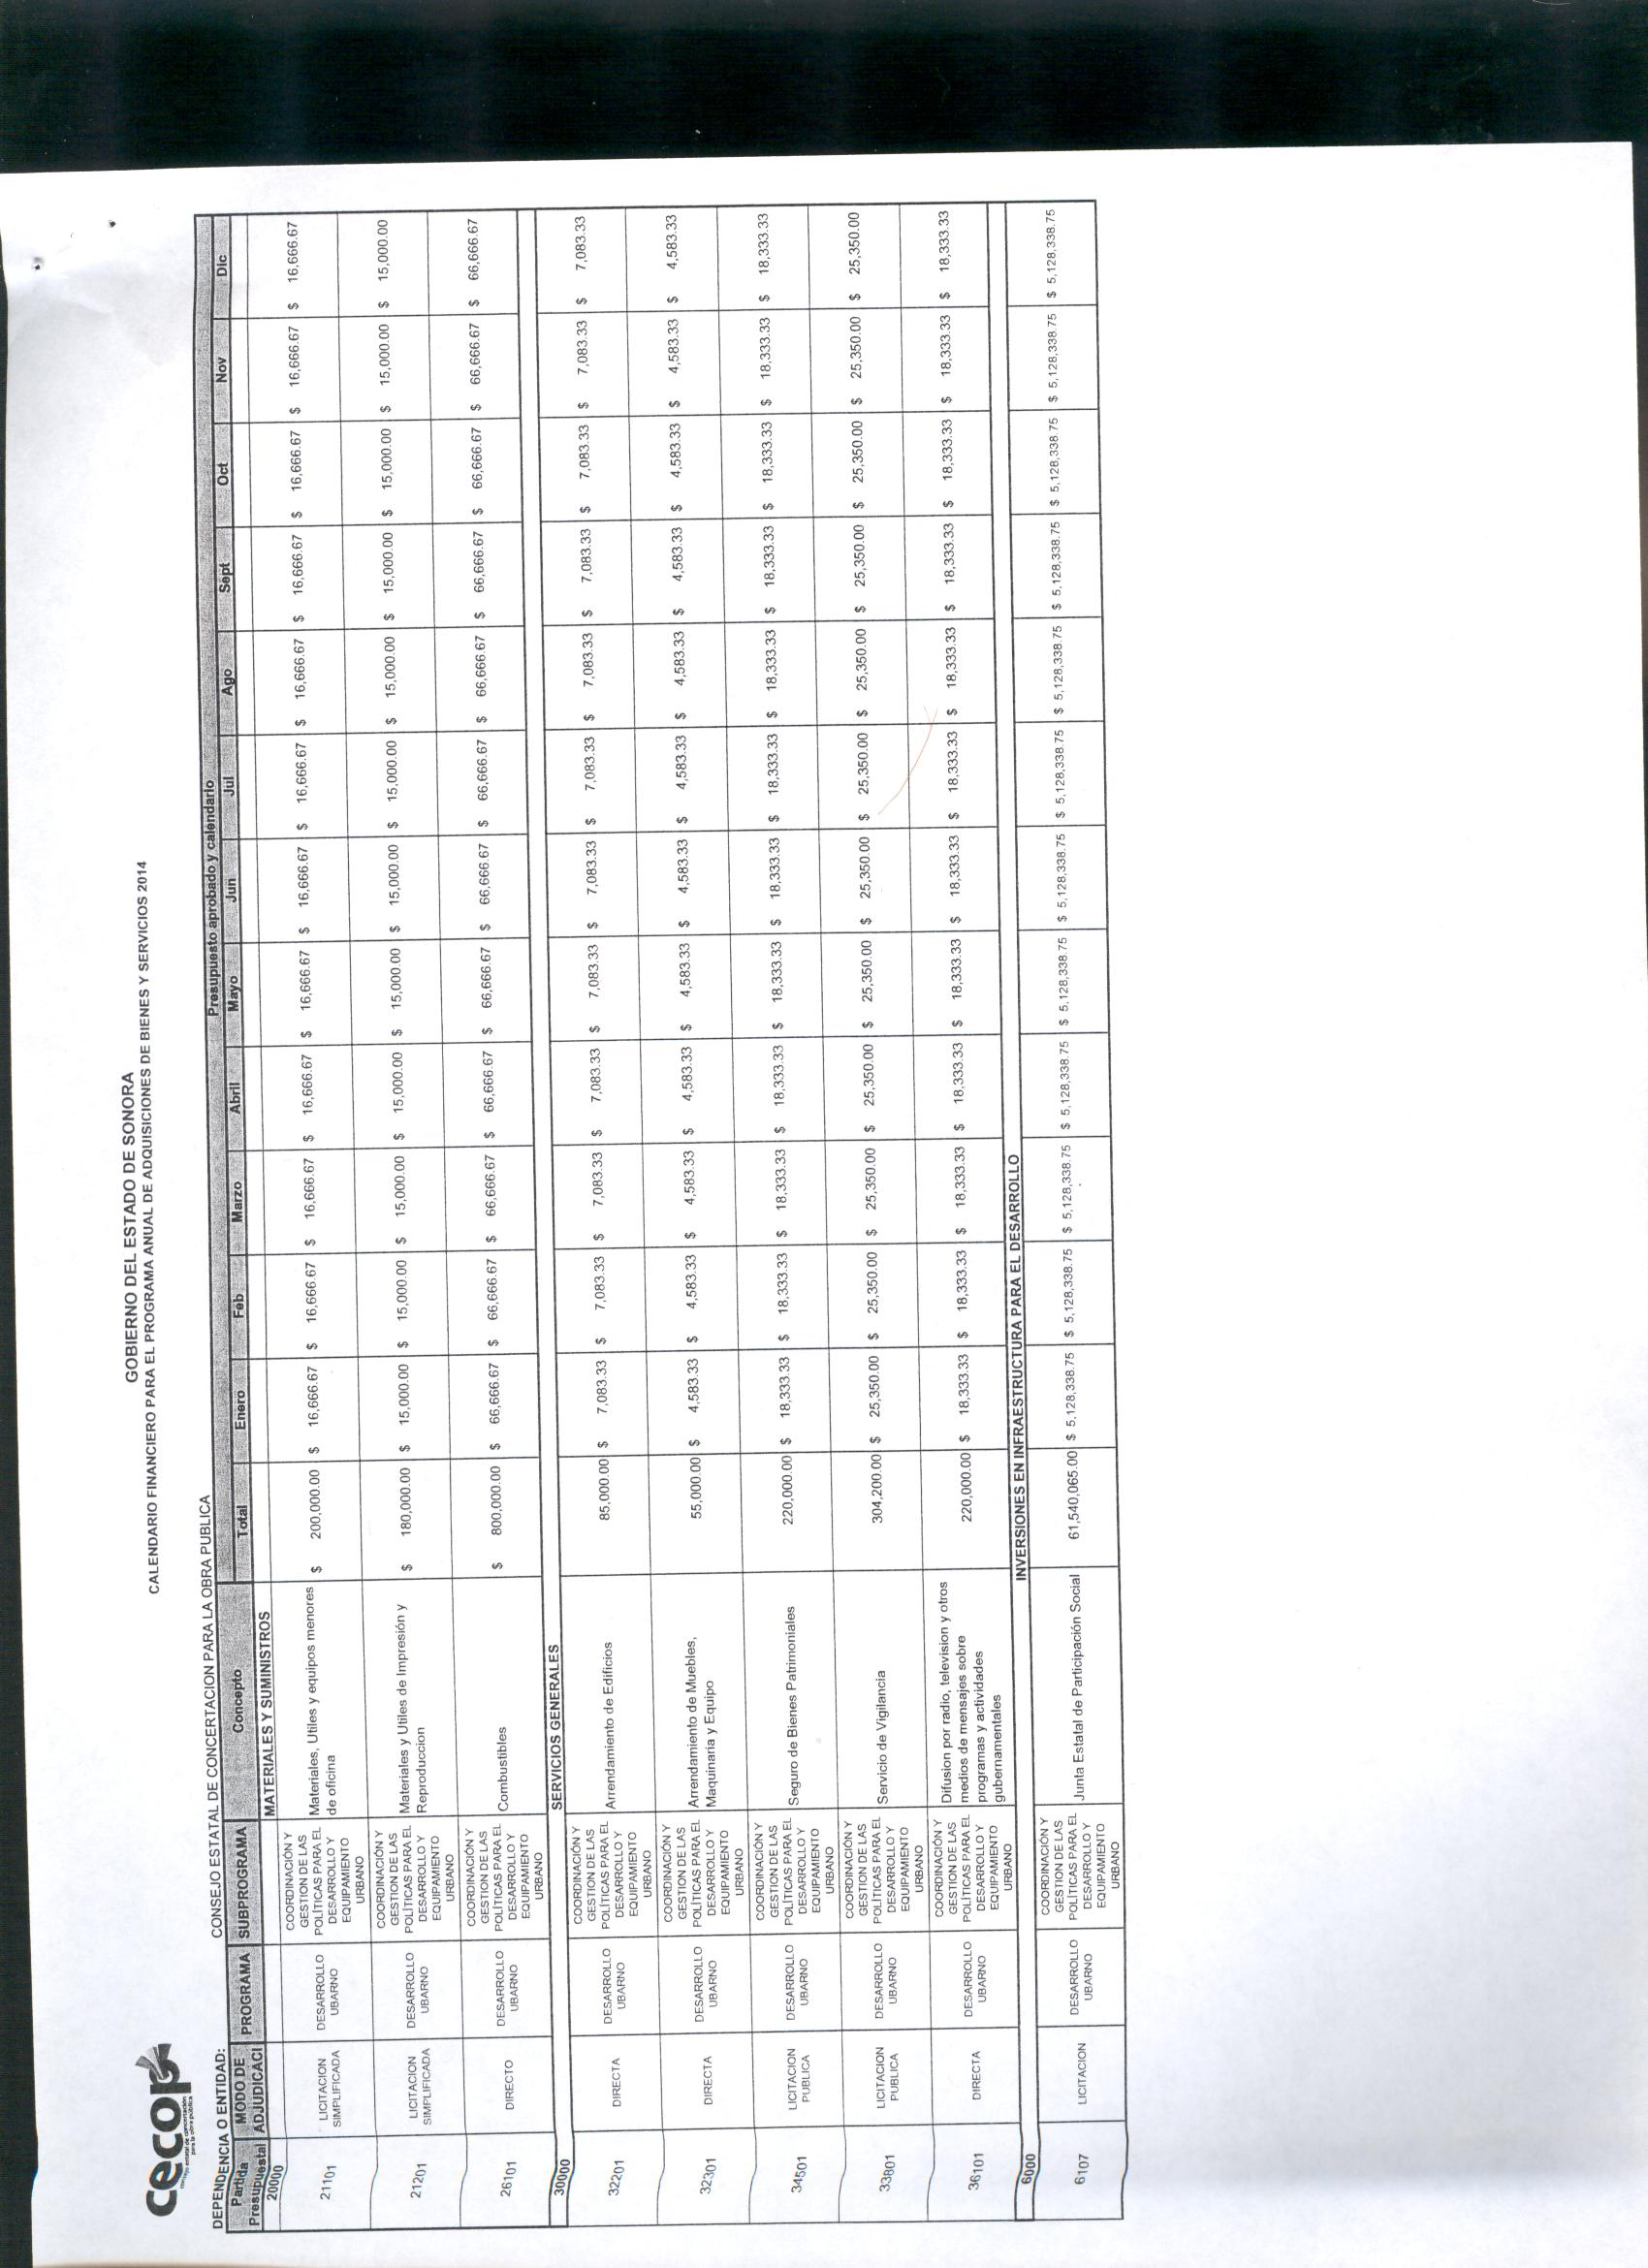 cecop
consejo estatal de concertación
para la obra pública
GOBIERNO DEL ESTADO DE SONORA
CALENDARIO FINANCIERO PARA EL PROGRAMA ANUAL DE ADQUISICIONES DE BIENES Y SERVICIOS 2014
DEPENDENCIA O ENTIDAD: CONSEJO ESTATAL DE CONCERTACION PARA LA OBRA PUBLICA
Presupuesto aprobado y calendario
Partida Presupuestal MODO DE ADJUDICACI PROGRAMA SUBPROGRAMA Concepto Total Enero Feb Marzo Abril Mayo Jun Jul Ago Sept Oct Nov Dic
20000 MATERIALES Y SUMINISTROS
21101 LICITACION SIMPLIFICADA DESARROLLO UBARNO COORDINACIÓN Y GESTION DE LAS POLÍTICAS PARA EL DESARROLLO Y EQUIPAMIENTO URBANO Materiales, Utiles y equipos menores de oficina $ 200,000.00 $ 16,666.67 $ 16,666.67 $ 16,666.67 $ 16,666.67 $ 16,666.67 $ 16,666.67 $ 16,666.67 $ 16,666.67 $ 16,666.67 $ 16,666.67 $ 16,666.67 $ 16,666.67
21201 LICITACION SIMPLIFICADA DESARROLLO UBARNO COORDINACIÓN Y GESTION DE LAS POLÍTICAS PARA EL DESARROLLO Y EQUIPAMIENTO URBANO Materiales y Utiles de Impresión y Reproduccion $ 180,000.00 $ 15,000.00 $ 15,000.00 $ 15,000.00 $ 15,000.00 $ 15,000.00 $ 15,000.00 $ 15,000.00 $ 15,000.00 $ 15,000.00 $ 15,000.00 $ 15,000.00 $ 15,000.00
26101 DIRECTO DESARROLLO UBARNO COORDINACIÓN Y GESTION DE LAS POLÍTICAS PARA EL DESARROLLO Y EQUIPAMIENTO URBANO Combustibles $ 800,000.00 $ 66,666.67 $ 66,666.67 $ 66,666.67 $ 66,666.67 $ 66,666.67 $ 66,666.67 $ 66,666.67 $ 66,666.67 $ 66,666.67 $ 66,666.67 $ 66,666.67 $ 66,666.67
30000 SERVICIOS GENERALES
32201 DIRECTA DESARROLLO UBARNO COORDINACIÓN Y GESTION DE LAS POLÍTICAS PARA EL DESARROLLO Y EQUIPAMIENTO URBANO Arrendamiento de Edificios 85,000.00 $ 7,083.33 $ 7,083.33 $ 7,083.33 $ 7,083.33 $ 7,083.33 $ 7,083.33 $ 7,083.33 $ 7,083.33 $ 7,083.33 $ 7,083.33 $ 7,083.33 $ 7,083.33
32301 DIRECTA DESARROLLO UBARNO COORDINACIÓN Y GESTION DE LAS POLÍTICAS PARA EL DESARROLLO Y EQUIPAMIENTO URBANO Arrendamiento de Muebles, Maquinaria y Equipo 55,000.00 $ 4,583.33 $ 4,583.33 $ 4,583.33 $ 4,583.33 $ 4,583.33 $ 4,583.33 $ 4,583.33 $ 4,583.33 $ 4,583.33 $ 4,583.33 $ 4,583.33 $ 4,583.33
34501 LICITACION PUBLICA DESARROLLO UBARNO COORDINACIÓN Y GESTION DE LAS POLÍTICAS PARA EL DESARROLLO Y EQUIPAMIENTO URBANO Seguro de Bienes Patrimoniales 220,000.00 $ 18,333.33 $ 18,333.33 $ 18,333.33 $ 18,333.33 $ 18,333.33 $ 18,333.33 $ 18,333.33 $ 18,333.33 $ 18,333.33 $ 18,333.33 $ 18,333.33 $ 18,333.33
33801 LICITACION PUBLICA DESARROLLO UBARNO COORDINACIÓN Y GESTION DE LAS POLÍTICAS PARA EL DESARROLLO Y EQUIPAMIENTO URBANO Servicio de Vigilancia 304,200.00 $ 25,350.00 $ 25,350.00 $ 25,350.00 $ 25,350.00 $ 25,350.00 $ 25,350.00 $ 25,350.00 $ 25,350.00 $ 25,350.00 $ 25,350.00 $ 25,350.00 $ 25,350.00
36101 DIRECTA DESARROLLO UBARNO COORDINACIÓN Y GESTION DE LAS POLÍTICAS PARA EL DESARROLLO Y EQUIPAMIENTO URBANO Difusion por radio, television y otros medios de mensajes sobre programas y actividades gubernamentales 220,000.00 $ 18,333.33 $ 18,333.33 $ 18,333.33 $ 18,333.33 $ 18,333.33 $ 18,333.33 $ 18,333.33 $ 18,333.33 $ 18,333.33 $ 18,333.33 $ 18,333.33 $ 18,333.33
6000 INVERSIONES EN INFRAESTRUCTURA PARA EL DESARROLLO
6107 LICITACION DESARROLLO UBARNO COORDINACIÓN Y GESTION DE LAS POLÍTICAS PARA EL DESARROLLO Y EQUIPAMIENTO URBANO Junta Estatal de Participación Social 61,540,065.00 $ 5,128,338.75 $ 5,128,338.75 $ 5,128,338.75 $ 5,128,338.75 $ 5,128,338.75 $ 5,128,338.75 $ 5,128,338.75 $ 5,128,338.75 $ 5,128,338.75 $ 5,128,338.75 $ 5,128,338.75 $ 5,128,338.75